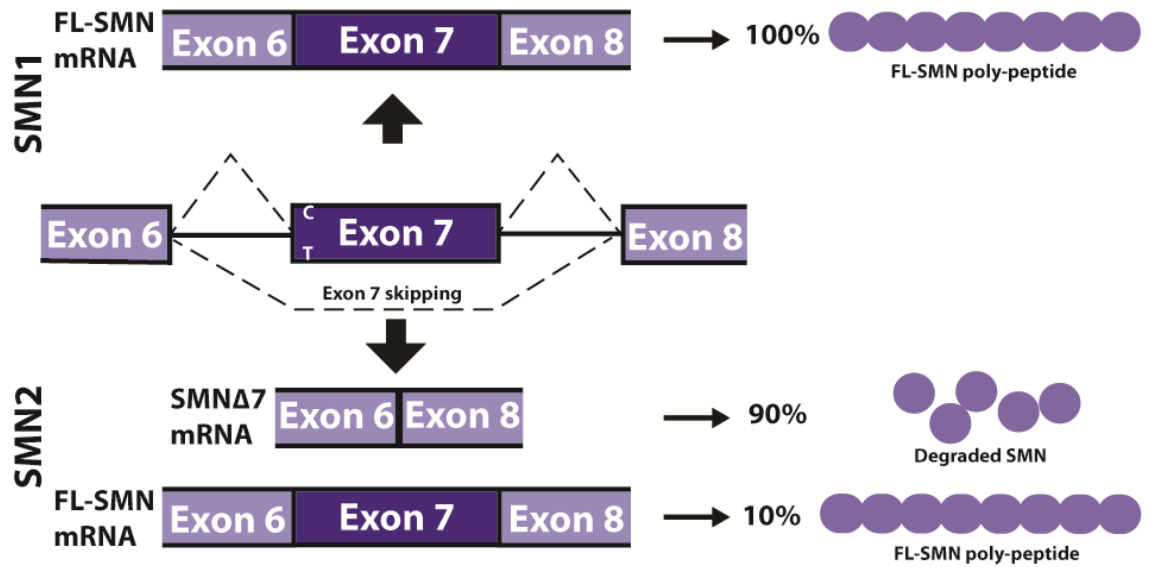 SMN1
FL-SMN
mRNA
Exon 6
Exon 7
Exon 8
100%
FL-SMN poly-peptide
Exon 6
C
T
Exon 7
Exon 8
Exon 7 skipping
SMN2
SMNΔ7
mRNA
Exon 6
Exon 8
90%
Degraded SMN
FL-SMN
mRNA
Exon 6
Exon 7
Exon 8
10%
FL-SMN poly-peptide